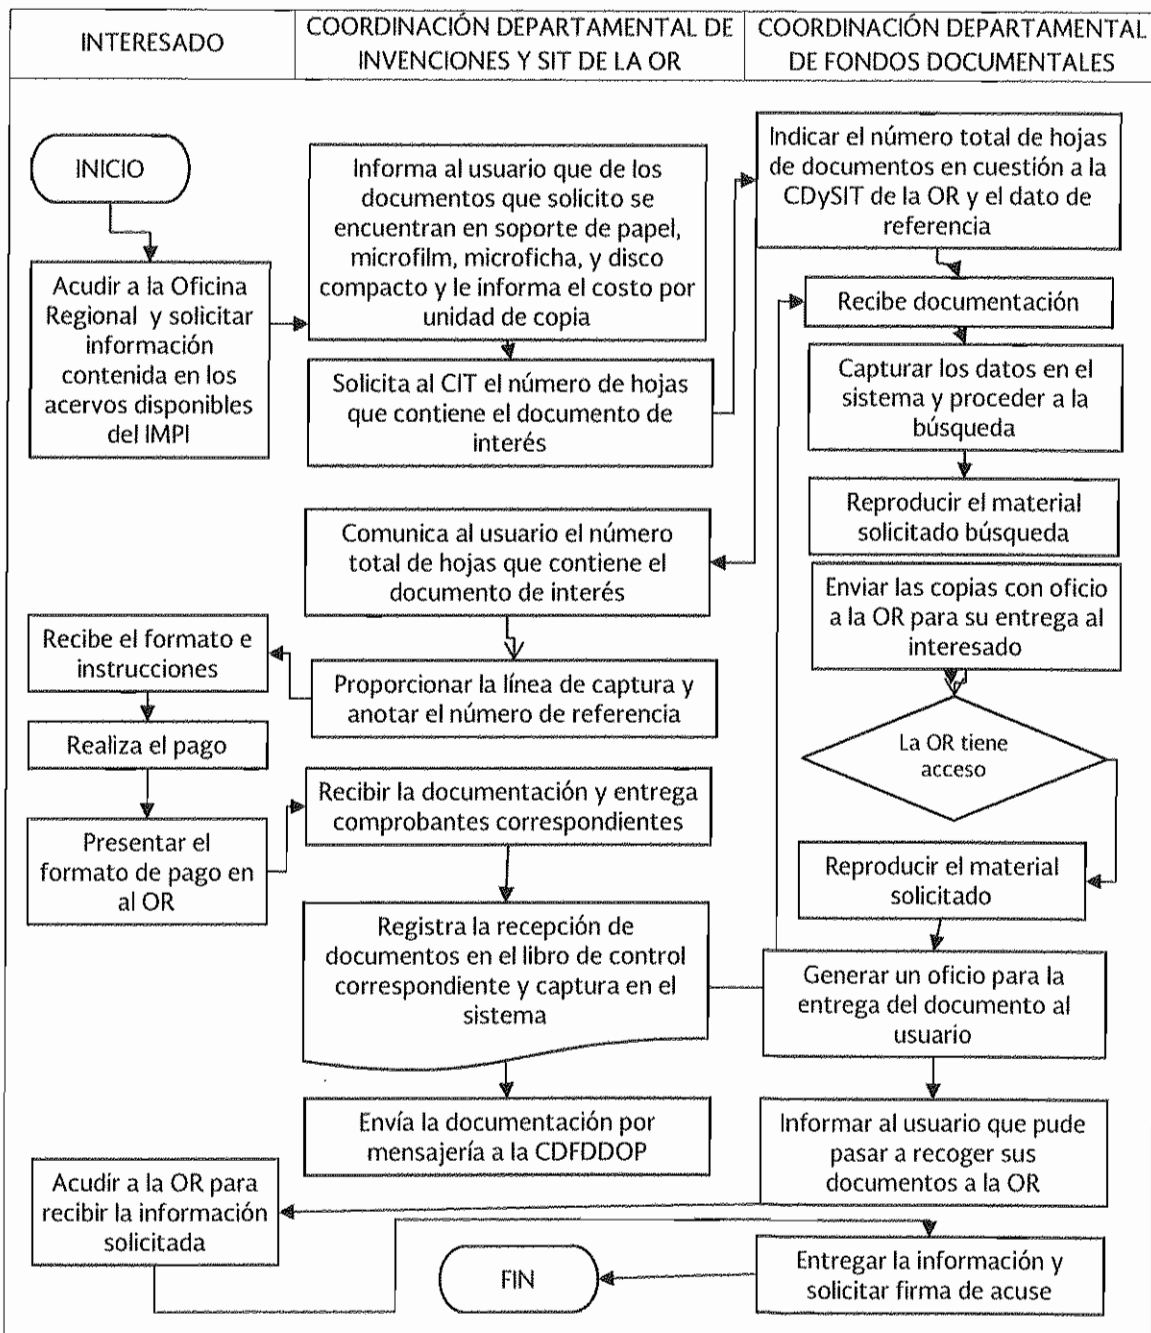 INTERESADO
COORDINACIÓN DEPARTAMENTAL DE
INVENCIONES Y SIT DE LA OR
COORDINACIÓN DEPARTAMENTAL
DE FONDOS DOCUMENTALES
INICIO
Acudir a la Oficina
Regional y solicitar
información
contenida en los
acervos disponibles
del IMPI
Informa al usuario que de los
documentos que solicito se
encuentran en soporte de papel,
microfilm, microficha, y disco
compacto y le informa el costo por
unidad de copia
Solicita al CIT el número de hojas
que contiene el documento de
interés
Indicar el número total de hojas
de documentos en cuestión a la
CDySIT de la OR y el dato de
referencia
Comunica al usuario el número
total de hojas que contiene el
documento de interés
Proporcionar la línea de captura y
anotar el número de referencia
Recibe el formato e
instrucciones
Realiza el pago
Presentar el
formato de pago en
al OR
Recibir la documentación y entrega
comprobantes correspondientes
Registra la recepción de
documentos en el libro de control
correspondiente y captura en el
sistema
Envía la documentación por
mensajería a la CDFDDOP
Recibe documentación
Capturar los datos en el
sistema y proceder a la
búsqueda
Reproducir el material
solicitado búsqueda
Enviar las copias con oficio
a la OR para su entrega al
interesado
La OR tiene
acceso
Reproducir el material
solicitado
Generar un oficio para la
entrega del documento al
usuario
Informar al usuario que pude
pasar a recoger sus
documentos a la OR
Acudir a la OR para
recibir la información
solicitada
Entregar la información y
solicitar firma de acuse
FIN